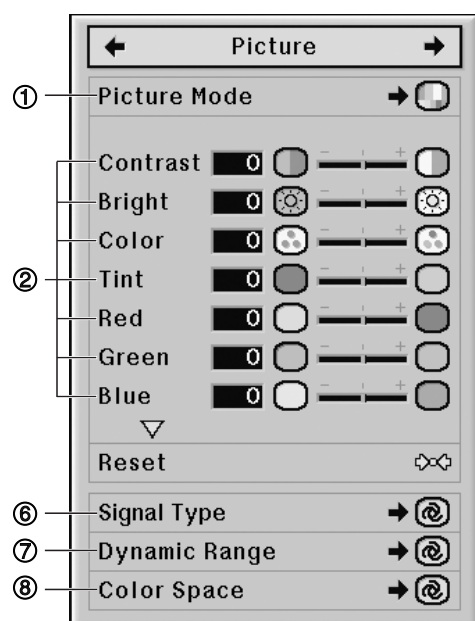 Picture
① Picture Mode
Contrast 0
Bright 0
Color 0
② Tint 0
Red 0
Green 0
Blue 0
Reset
⑥ Signal Type
⑦ Dynamic Range
⑧ Color Space